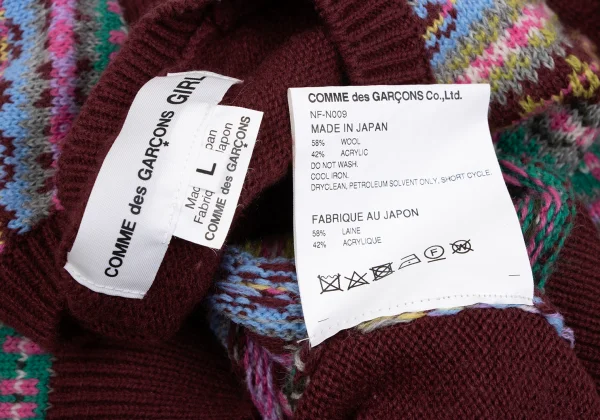 COMME des GARÇONS GIRL
L
Made in Japan
Fabriqué au Japon
COMME des GARÇONS
COMME des GARÇONS Co.,Ltd.
NF-N009
MADE IN JAPAN
58% WOOL
42% ACRYLIC
DO NOT WASH.
COOL IRON.
DRYCLEAN, PETROLEUM SOLVENT ONLY, SHORT CYCLE.
FABRIQUE AU JAPON
58% LAINE
42% ACRYLIQUE